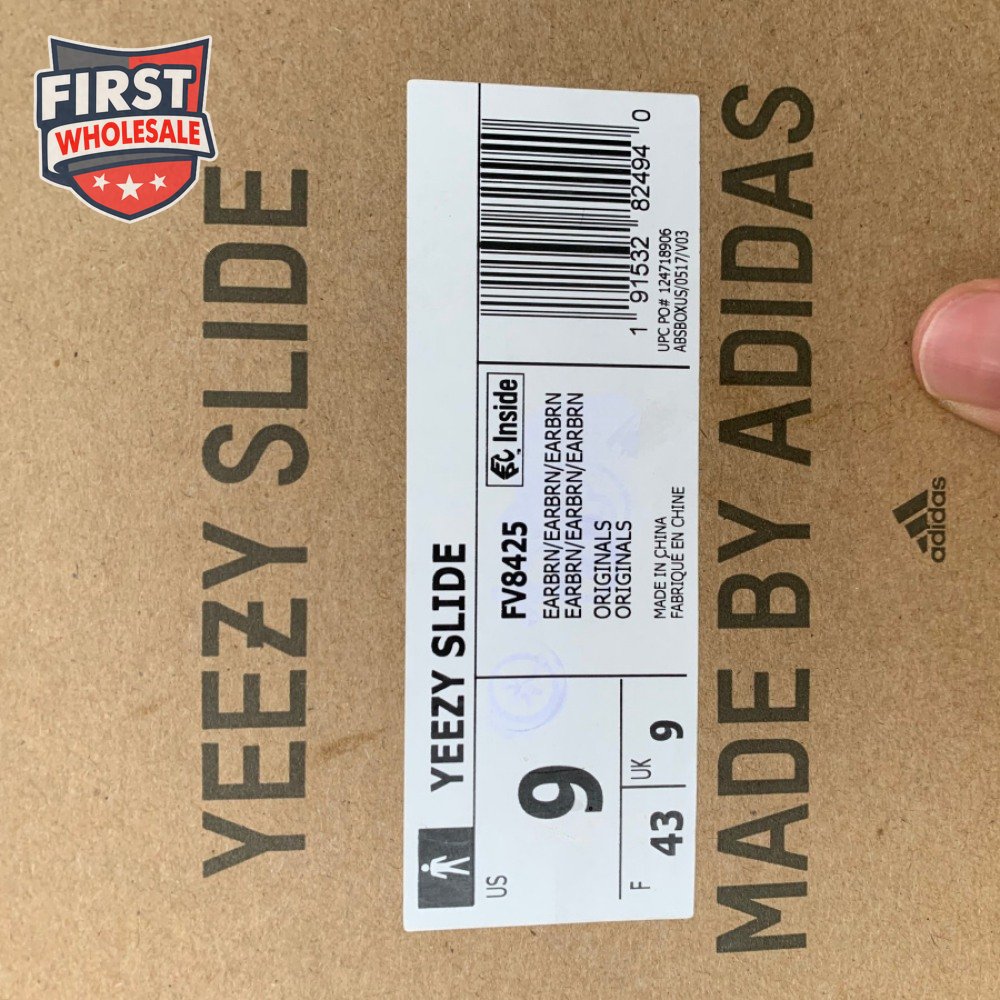 FIRST
WHOLESALE
YEEZY SLIDE
YEEZY SLIDE
US
9
F
43
UK
9
FV8425
Inside
EARBRN/EARBRN/EARBRN
EARBRN/EARBRN/EARBRN
ORIGINALS
ORIGINALS
MADE IN CHINA
FABRIQUE EN CHINE
1 91532 82494 0
UPC PO# 124718906
ABSBOXUS/0517/V03
MADE BY ADIDAS
adidas